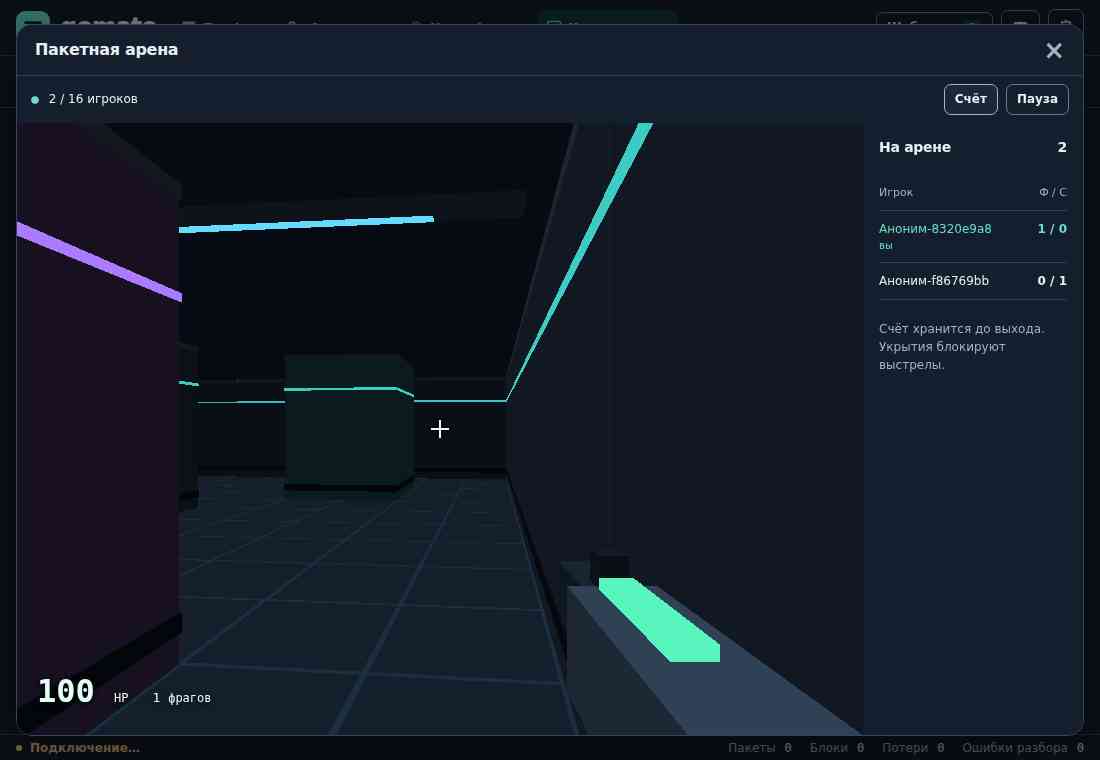 Пакетная арена
2 / 16 игроков
Счёт
Пауза
На арене 2
Игрок Ф / С
Аноним-8320e9a8 1 / 0
вы
Аноним-f86769bb 0 / 1
Счёт хранится до выхода.
Укрытия блокируют
выстрелы.
100 HP 1 фрагов
Подключение…
Пакеты 0 Блоки 0 Потери 0 Ошибки разбора 0